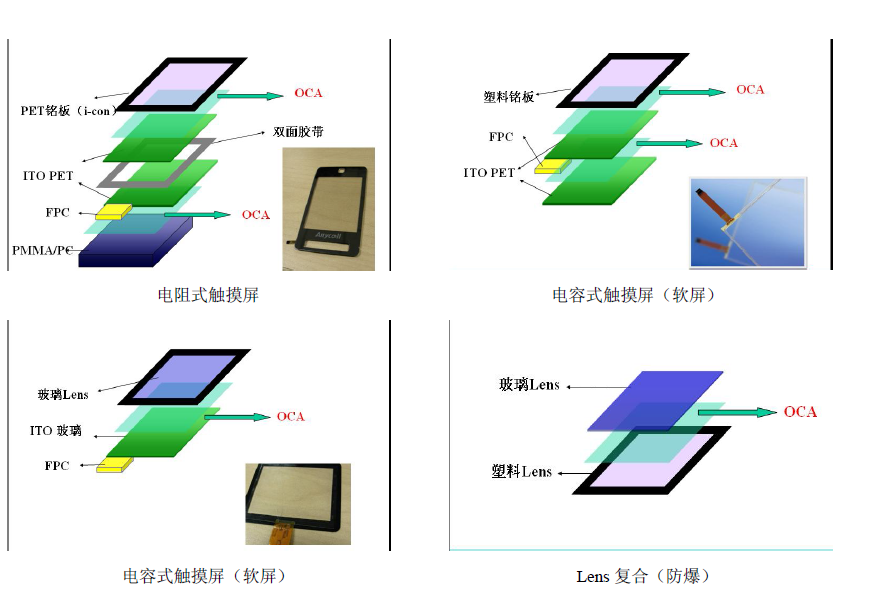 OCA
PET铭板（i-con）
双面胶带
ITO PET
FPC
OCA
PMMA/PC
Anycall
电阻式触摸屏
OCA
塑料铭板
FPC
OCA
ITO PET
电容式触摸屏（软屏）
玻璃Lens
OCA
ITO 玻璃
FPC
电容式触摸屏（软屏）
玻璃Lens
OCA
塑料Lens
Lens 复合（防爆）